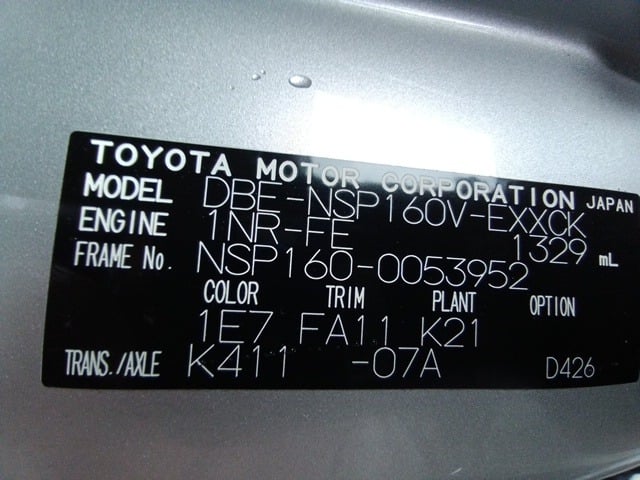 TOYOTA MOTOR CORPORATION JAPAN
MODEL DBE-NSP160V-EXXCK
ENGINE 1NR-FE 1329 mL
FRAME No. NSP160-0053952
COLOR TRIM PLANT OPTION
1E7 FA11 K21
TRANS./AXLE K411 -07A D426